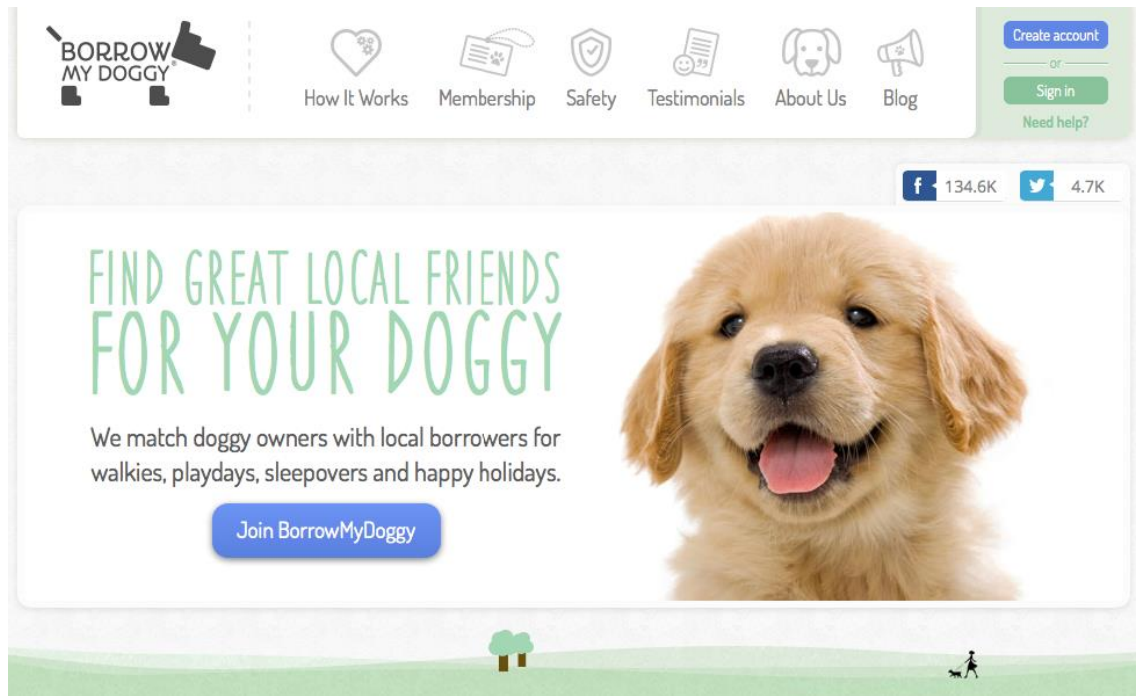 BORROW
MY DOGGY®
How It Works
Membership
Safety
Testimonials
About Us
Blog
Create account
or
Sign in
Need help?
f 134.6K
4.7K
FIND GREAT LOCAL FRIENDS
FOR YOUR DOGGY
We match doggy owners with local borrowers for
walkies, playdays, sleepovers and happy holidays.
Join BorrowMyDoggy